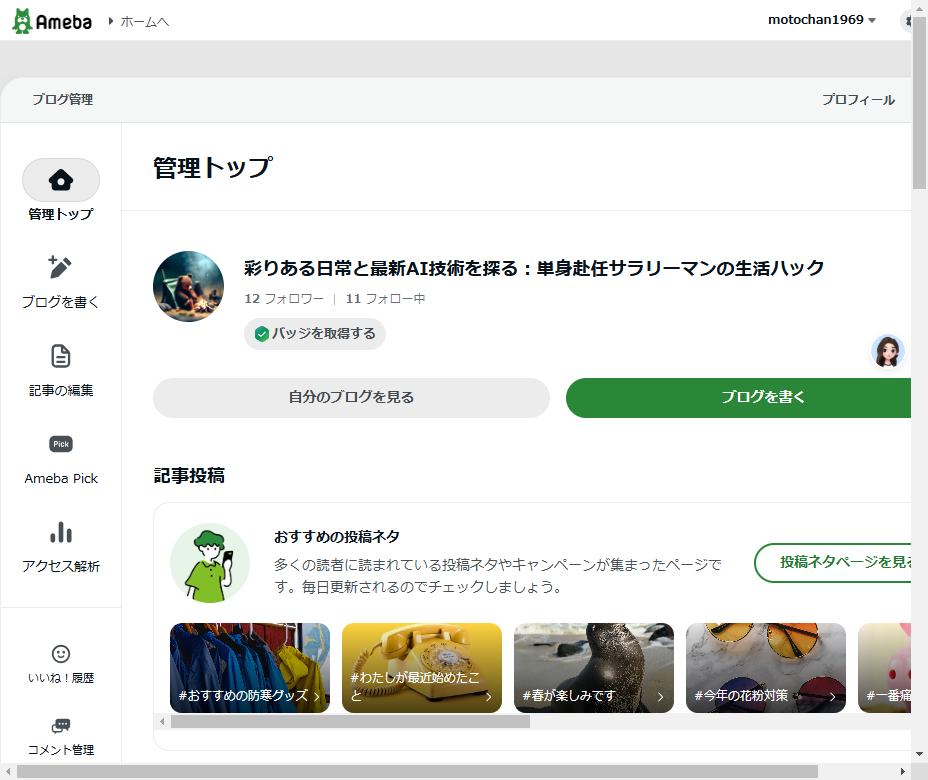 Ameba
ホームへ
motochan1969
ブログ管理
プロフィール
管理トップ
ブログを書く
記事の編集
Pick
Ameba Pick
アクセス解析
いいね!履歴
コメント管理
管理トップ
彩りある日常と最新AI技術を探る:単身赴任サラリーマンの生活ハック
12 フォロワー | 11 フォロー中
バッジを取得する
自分のブログを見る
ブログを書く
記事投稿
おすすめの投稿ネタ
多くの読者に読まれている投稿ネタやキャンペーンが集まったページで
す。毎日更新されるのでチェックしましょう。
投稿ネタページを見
#おすすめの防寒グッズ
#わたしが最近始めたこ
と
#春が楽しみです
#今年の花粉対策
#一番痛